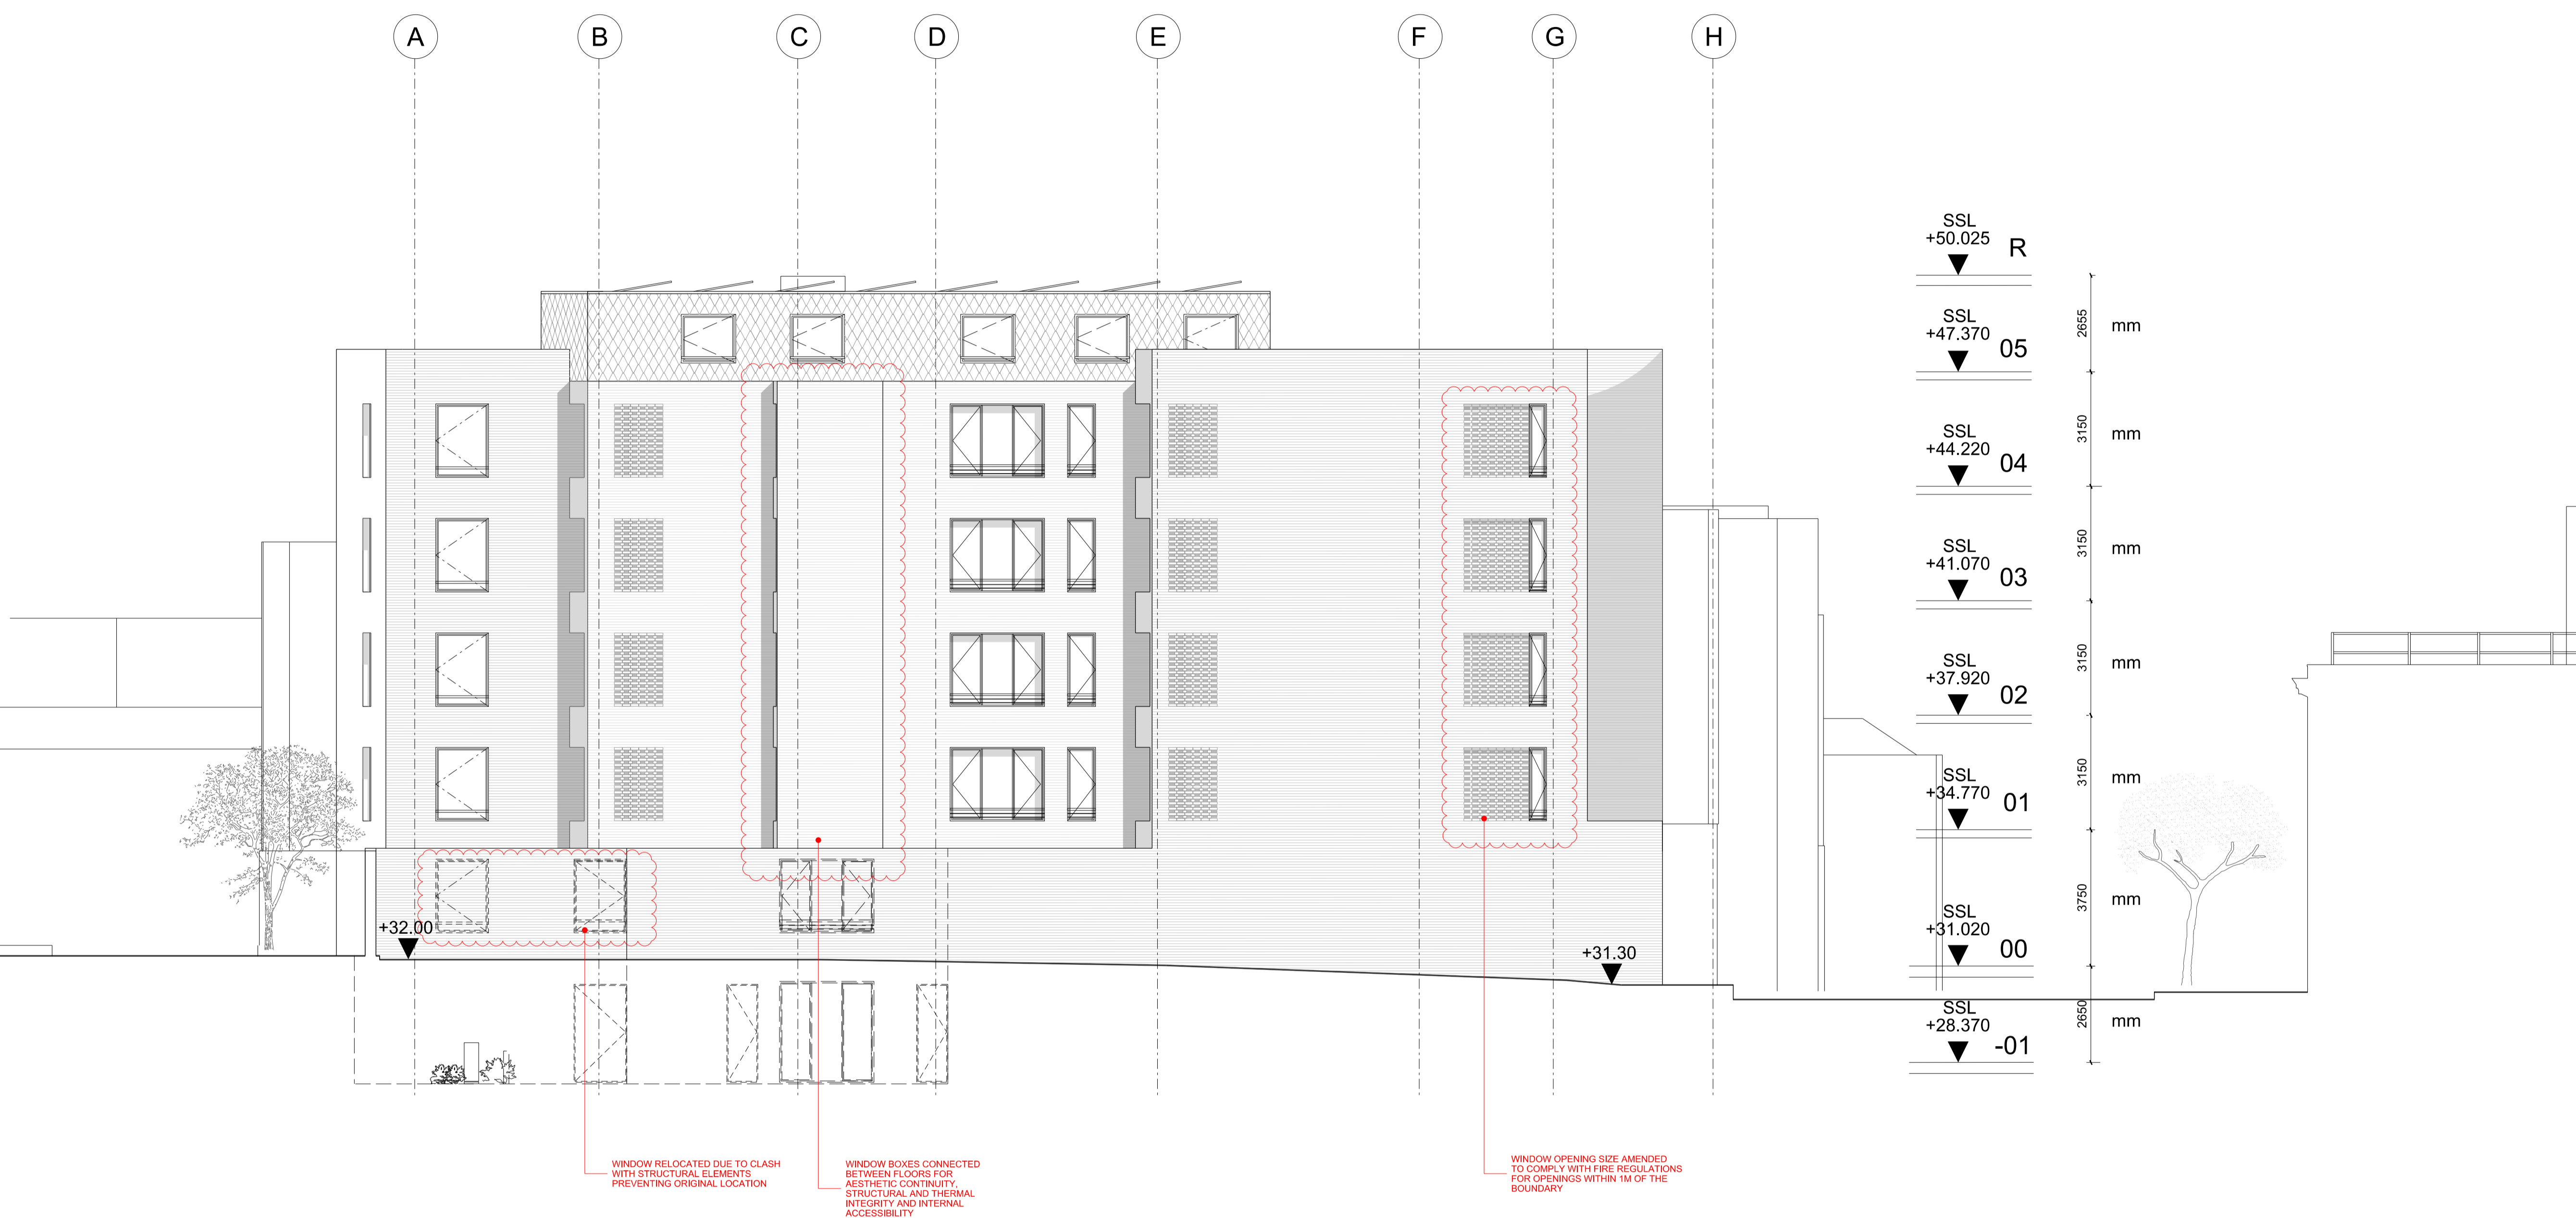 A
B
C
D
E
F
G
H
SSL
+50.025
R
2655
mm
SSL
+47.370
05
3150
mm
SSL
+44.220
04
3150
mm
SSL
+41.070
03
3150
mm
SSL
+37.920
02
3150
mm
SSL
+34.770
01
3750
mm
SSL
+31.020
00
2650
mm
SSL
+28.370
-01
+32.00
+31.30
WINDOW RELOCATED DUE TO CLASH
WITH STRUCTURAL ELEMENTS
PREVENTING ORIGINAL LOCATION
WINDOW BOXES CONNECTED
BETWEEN FLOORS FOR
AESTHETIC CONTINUITY,
STRUCTURAL AND THERMAL
INTEGRITY AND INTERNAL
ACCESSIBILITY
WINDOW OPENING SIZE AMENDED
TO COMPLY WITH FIRE REGULATIONS
FOR OPENINGS WITHIN 1M OF THE
BOUNDARY